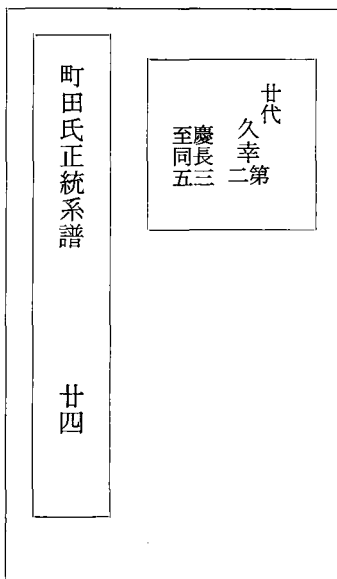 廿代
久幸第二
慶長三
至同五
町田氏正統系譜 廿四